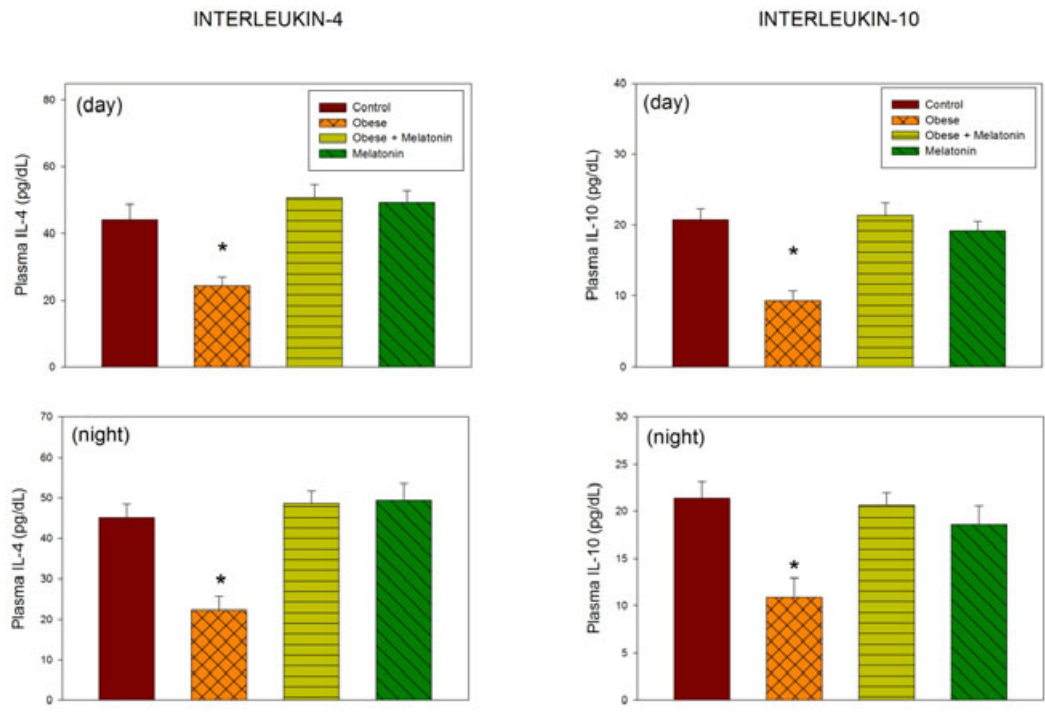 INTERLEUKIN-4
INTERLEUKIN-10
(day)
Control
Obese
Obese + Melatonin
Melatonin
Plasma IL-4 (pg/dL)
80
60
40
20
0
*
(day)
Control
Obese
Obese + Melatonin
Melatonin
Plasma IL-10 (pg/dL)
40
30
20
10
0
*
(night)
Plasma IL-4 (pg/dL)
70
60
50
40
30
20
10
0
*
(night)
Plasma IL-10 (pg/dL)
30
25
20
15
10
5
0
*